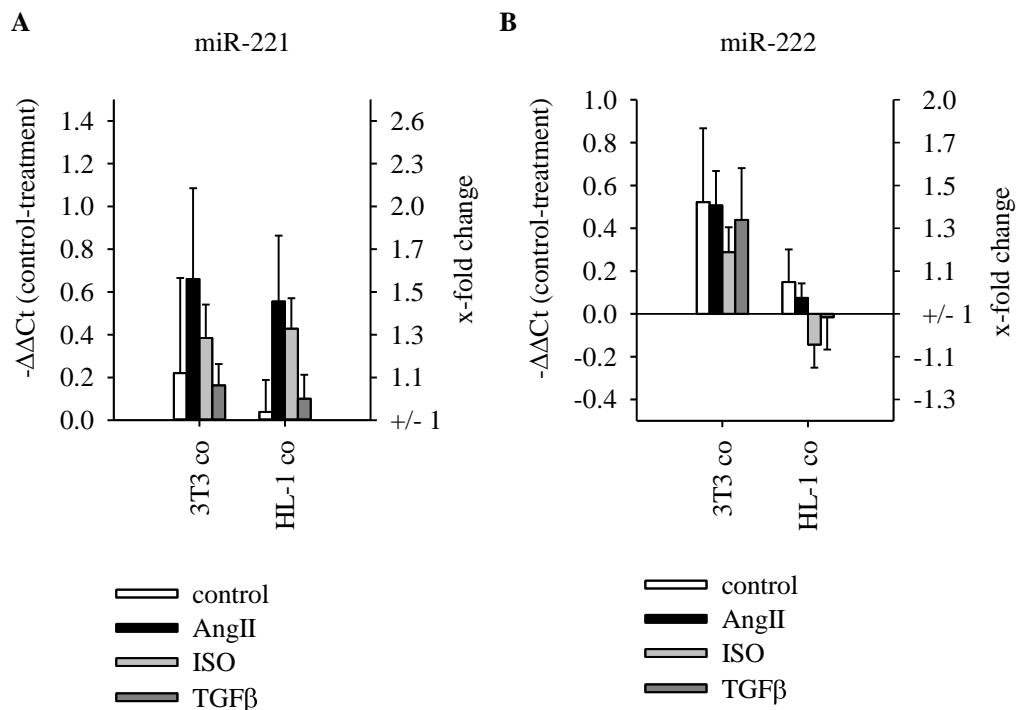 A
miR-221
-ΔΔCt (control-treatment)
1.4
1.2
1.0
0.8
0.6
0.4
0.2
0.0
2.6
2.3
2.0
1.7
1.5
1.3
1.1
+/- 1
x-fold change
3T3 co
HL-1 co
control
AngII
ISO
TGFβ
B
miR-222
-ΔΔCt (control-treatment)
1.0
0.8
0.6
0.4
0.2
0.0
-0.2
-0.4
2.0
1.7
1.5
1.3
1.1
+/- 1
-1.1
-1.3
x-fold change
3T3 co
HL-1 co
control
AngII
ISO
TGFβ